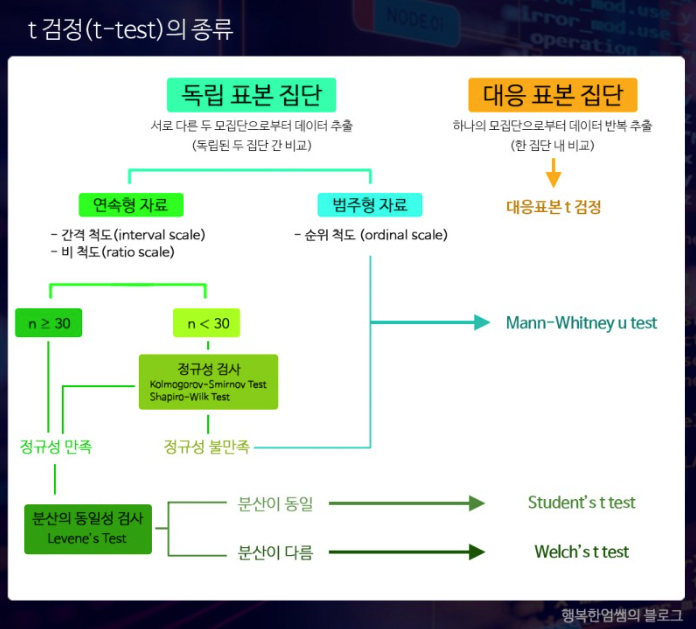 NODE 01
t 검정(t-test)의 종류
독립 표본 집단
서로 다른 두 모집단으로부터 데이터 추출
(독립된 두 집단 간 비교)
대응 표본 집단
하나의 모집단으로부터 데이터 반복 추출
(한 집단 내 비교)
대응표본 t 검정
연속형 자료
- 간격 척도(interval scale)
- 비 척도(ratio scale)
범주형 자료
- 순위 척도 (ordinal scale)
n ≥ 30
n < 30
Mann-Whitney u test
정규성 검사
Kolmogorov-Smirnov Test
Shapiro-Wilk Test
정규성 만족
정규성 불만족
분산의 동일성 검사
Levene's Test
분산이 동일
Student's t test
분산이 다름
Welch's t test
행복한엄쌤의 블로그